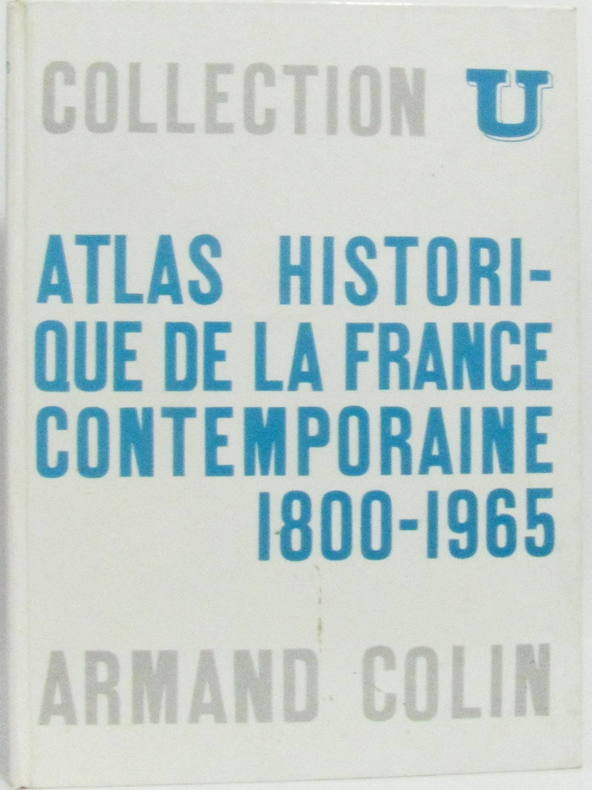 COLLECTION U
ATLAS HISTORI-
QUE DE LA FRANCE
CONTEMPORAINE
1800-1965
ARMAND COLIN